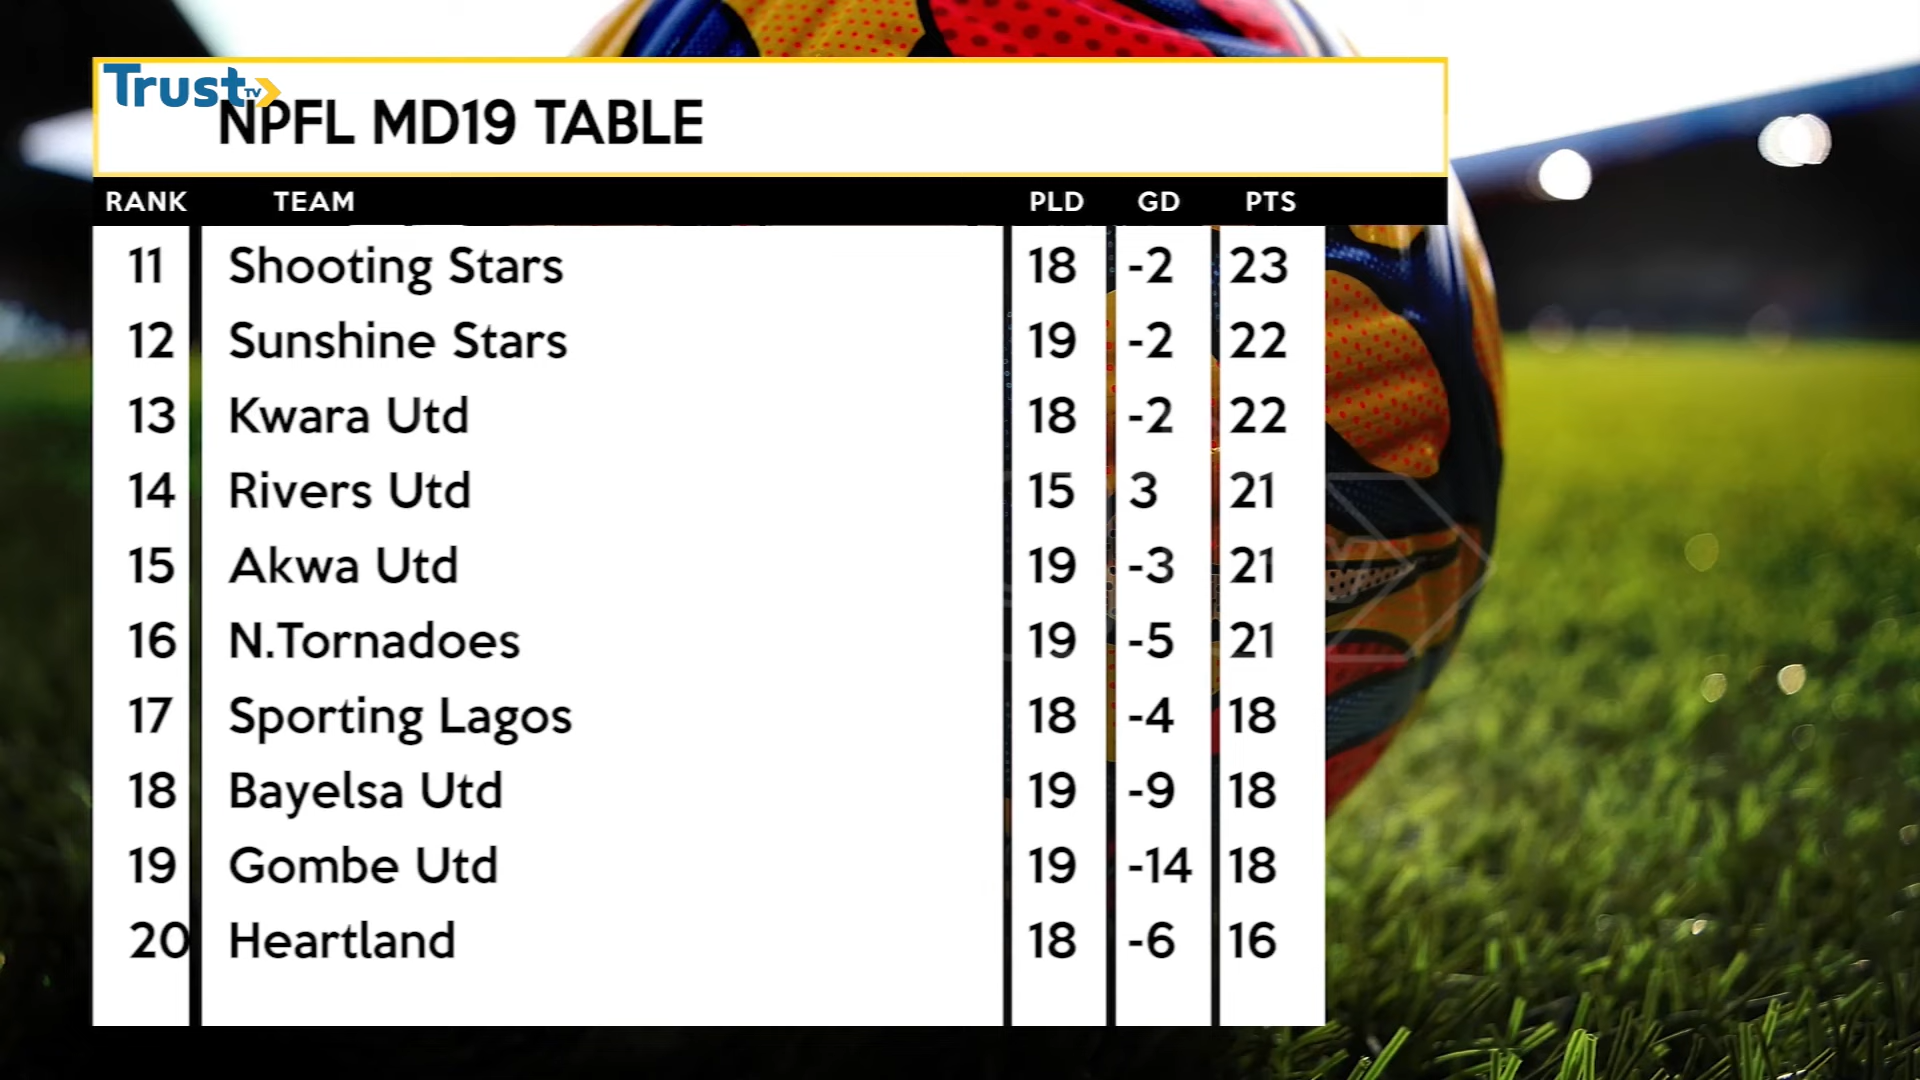 Trust TV
NPFL MD19 TABLE
RANK TEAM PLD GD PTS
11 Shooting Stars 18 -2 23
12 Sunshine Stars 19 -2 22
13 Kwara Utd 18 -2 22
14 Rivers Utd 15 3 21
15 Akwa Utd 19 -3 21
16 N.Tornadoes 19 -5 21
17 Sporting Lagos 18 -4 18
18 Bayelsa Utd 19 -9 18
19 Gombe Utd 19 -14 18
20 Heartland 18 -6 16